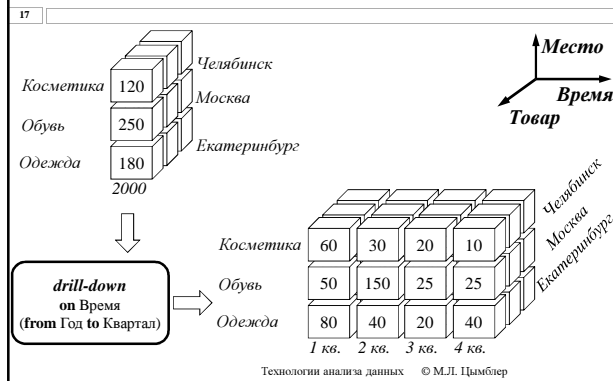 17
Косметика
120
Челябинск
Обувь
250
Москва
Одежда
180
Екатеринбург
2000
Место
Время
Товар
drill-down
on Время
(from Год to Квартал)
Косметика 60 30 20 10
Обувь 50 150 25 25
Одежда 80 40 20 40
1 кв. 2 кв. 3 кв. 4 кв.
Челябинск
Москва
Екатеринбург
Технологии анализа данных © М.Л. Цымблер